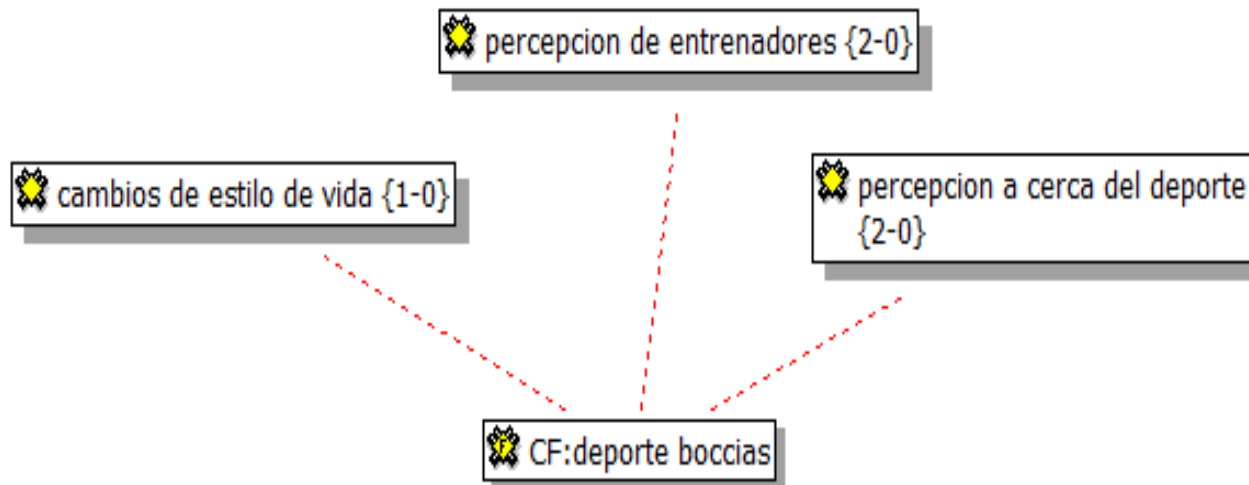 percepcion de entrenadores {2-0}
cambios de estilo de vida {1-0}
percepcion a cerca del deporte
{2-0}
CF:deporte boccias